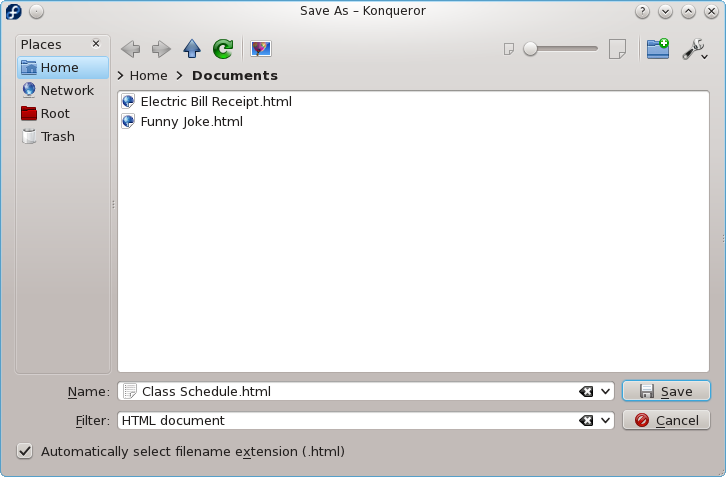 Save As – Konqueror
Places
Home
Network
Root
Trash
Home > Documents
Electric Bill Receipt.html
Funny Joke.html
Name: Class Schedule.html Save
Filter: HTML document Cancel
Automatically select filename extension (.html)